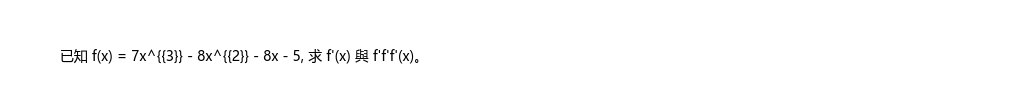 已知 f(x) = 7x^{{3}} - 8x^{{2}} - 8x - 5, 求 f'(x) 與 f'f'f'(x)。